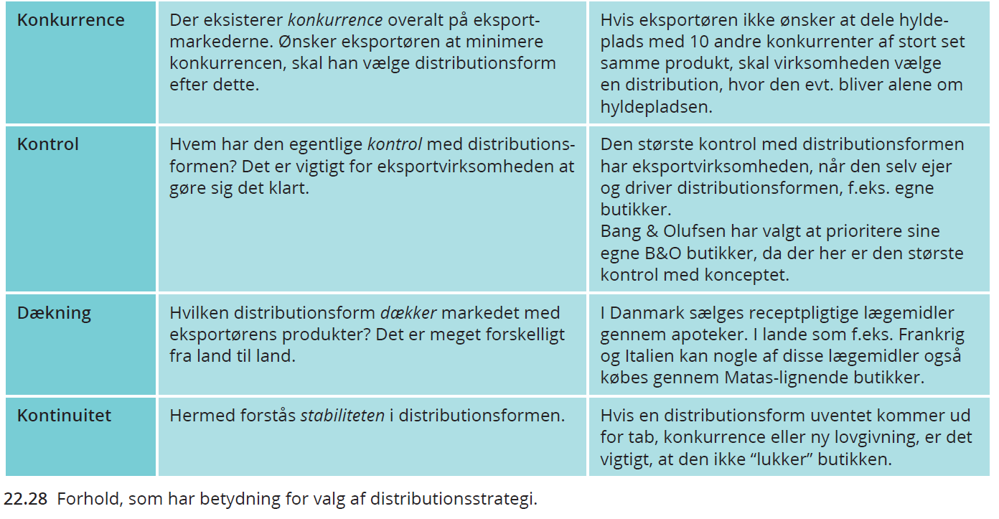 Konkurrence
Der eksisterer konkurrence overalt på eksport-
markederne. Ønsker eksportøren at minimere
konkurrencen, skal han vælge distributionsform
efter dette.
Hvis eksportøren ikke ønsker at dele hylde-
plads med 10 andre konkurrenter af stort set
samme produkt, skal virksomheden vælge
en distribution, hvor den evt. bliver alene om
hyldepladsen.
Kontrol
Hvem har den egentlige kontrol med distributions-
formen? Det er vigtigt for eksportvirksomheden at
gøre sig det klart.
Den største kontrol med distributionsformen
har eksportvirksomheden, når den selv ejer
og driver distributionsformen, f.eks. egne
butikker.
Bang & Olufsen har valgt at prioritere sine
egne B&O butikker, da der her er den største
kontrol med konceptet.
Dækning
Hvilken distributionsform dækker markedet med
eksportørens produkter? Det er meget forskelligt
fra land til land.
I Danmark sælges receptpligtige lægemidler
gennem apoteker. I lande som f.eks. Frankrig
og Italien kan nogle af disse lægemidler også
købes gennem Matas-lignende butikker.
Kontinuitet
Hermed forstås stabiliteten i distributionsformen.
Hvis en distributionsform uventet kommer ud
for tab, konkurrence eller ny lovgivning, er det
vigtigt, at den ikke “lukker” butikken.
22.28 Forhold, som har betydning for valg af distributionsstrategi.